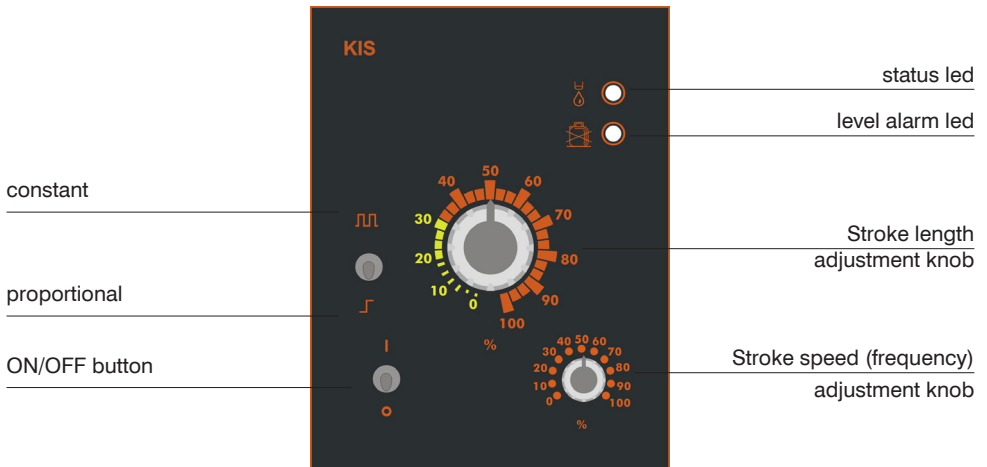 KIS
status led
level alarm led
constant
proportional
ON/OFF button
0 10 20 30 40 50 60 70 80 90 100
%
Stroke length
adjustment knob
I
O
0 10 20 30 40 50 60 70 80 90 100
%
Stroke speed (frequency)
adjustment knob